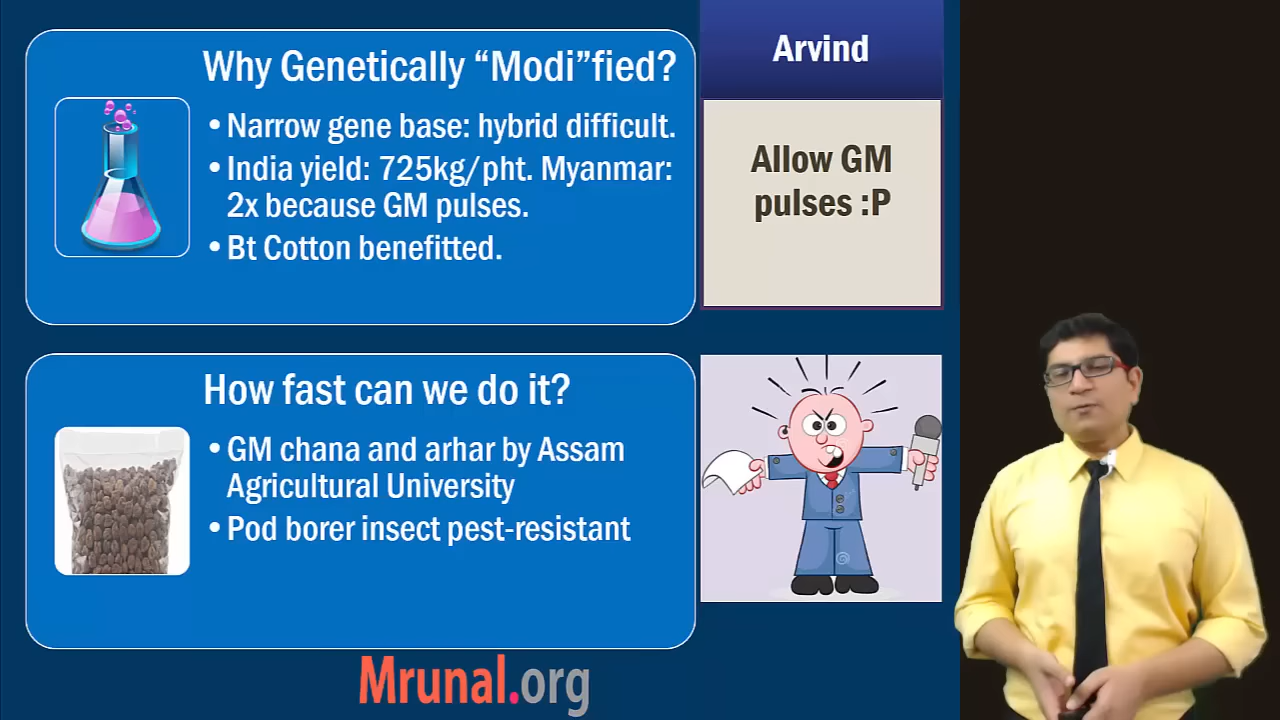 Why Genetically “Modi”fied?
• Narrow gene base: hybrid difficult.
• India yield: 725kg/pht. Myanmar:
2x because GM pulses.
• Bt Cotton benefitted.
Arvind
Allow GM
pulses :P
How fast can we do it?
• GM chana and arhar by Assam
Agricultural University
• Pod borer insect pest-resistant
Mrunal.org